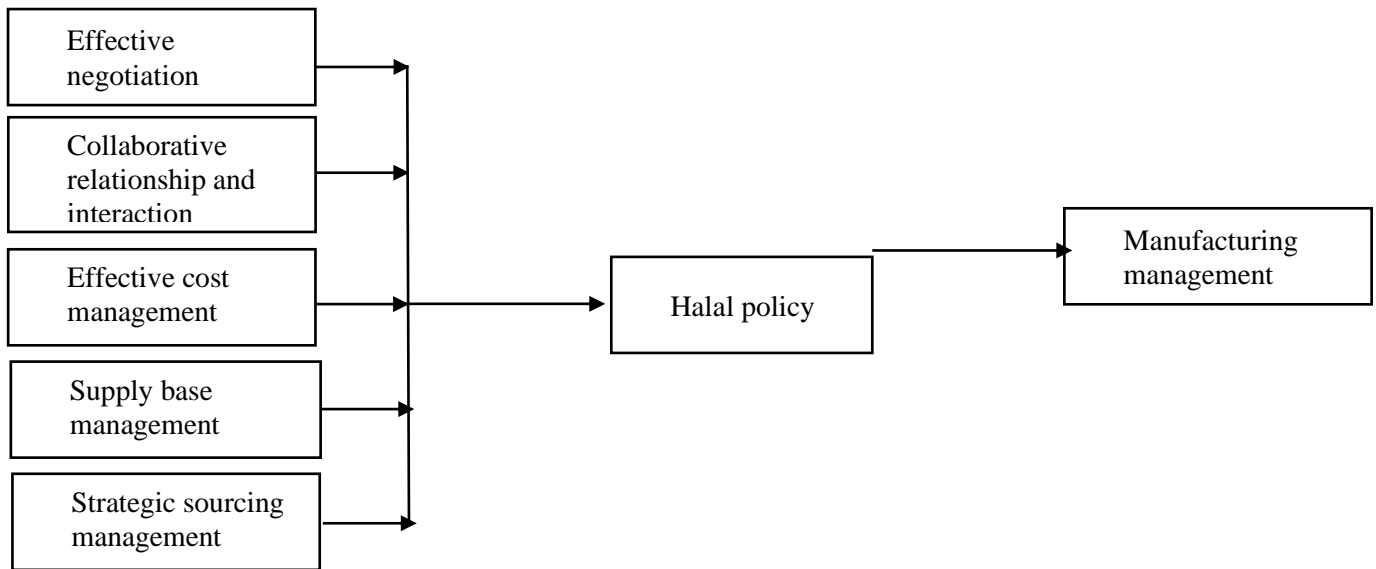 Effective
negotiation
Collaborative
relationship and
interaction
Effective cost
management
Supply base
management
Strategic sourcing
management
Halal policy
Manufacturing
management